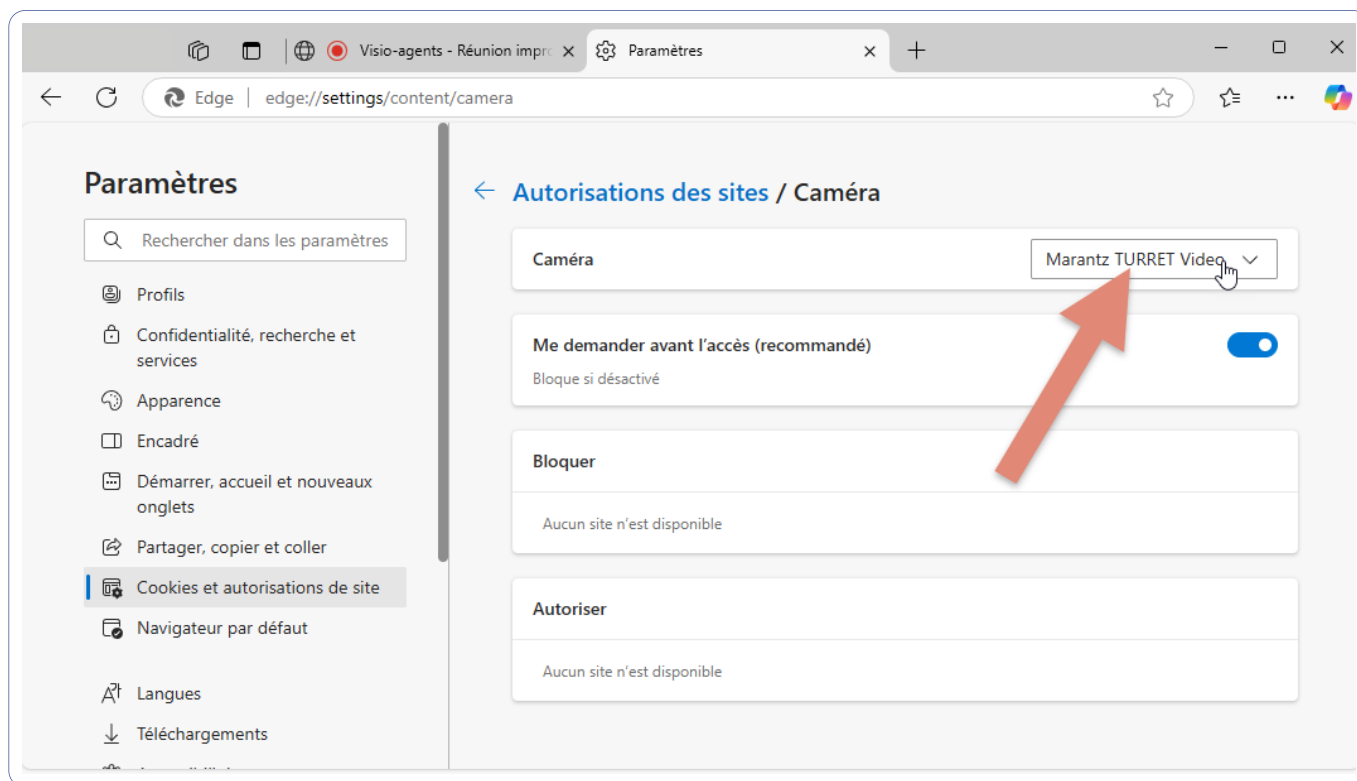 Visio-agents - Réunion impro
Paramètres
Edge
edge://settings/content/camera
Paramètres
Rechercher dans les paramètres
Profils
Confidentialité, recherche et
services
Apparence
Encadré
Démarrer, accueil et nouveaux
onglets
Partager, copier et coller
Cookies et autorisations de site
Navigateur par défaut
Langues
Téléchargements
Autorisations des sites / Caméra
Caméra
Marantz TURRET Video
Me demander avant l'accès (recommandé)
Bloque si désactivé
Bloquer
Aucun site n'est disponible
Autoriser
Aucun site n'est disponible